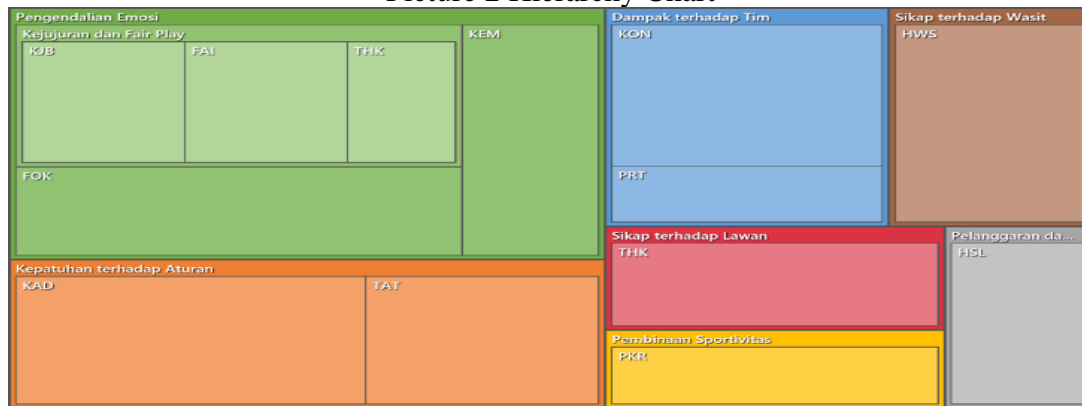 Pengendalian Emosi
Kejujuran dan Fair Play
KJB
FAI
THK
KEM
FOK
Kepatuhan terhadap Aturan
KAD
TAT
Dampak terhadap Tim
KON
PRT
Sikap terhadap Wasit
HWS
Sikap terhadap Lawan
THK
Pelanggaran da...
HSL
Pembinaan Sportivitas
PKR